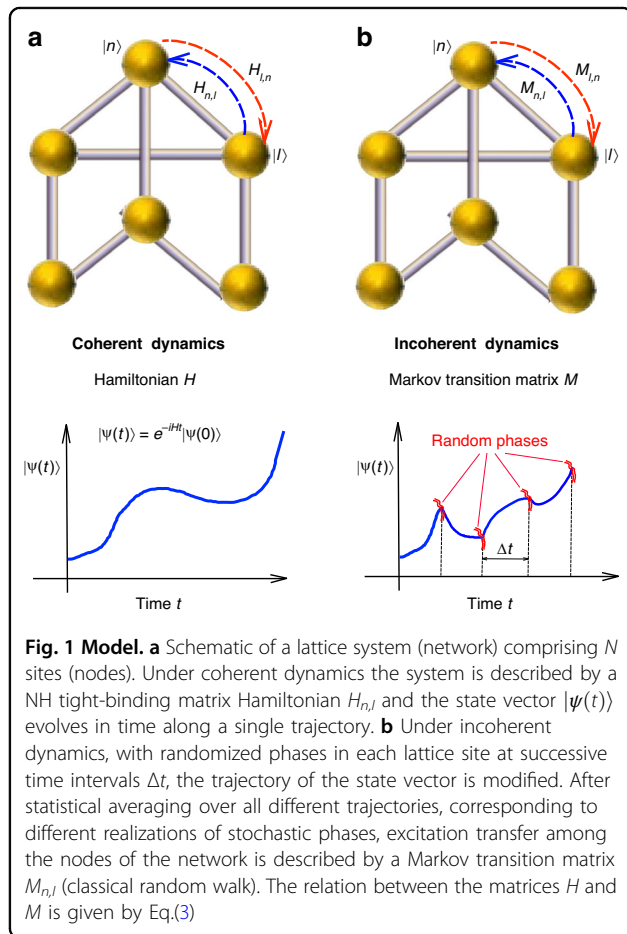 a
b
|n⟩
H_{l,n}
H_{n,l}
|l⟩
|n⟩
M_{l,n}
M_{n,l}
|l⟩
Coherent dynamics
Hamiltonian H
Incoherent dynamics
Markov transition matrix M
|Ψ(t)⟩ = e^{−iHt}|Ψ(0)⟩
|Ψ(t)⟩
Time t
Random phases
|Ψ(t)⟩
Δt
Time t
Fig. 1 Model. a Schematic of a lattice system (network) comprising N
sites (nodes). Under coherent dynamics the system is described by a
NH tight-binding matrix Hamiltonian H_{n,l} and the state vector |ψ(t)⟩
evolves in time along a single trajectory. b Under incoherent
dynamics, with randomized phases in each lattice site at successive
time intervals Δt, the trajectory of the state vector is modified. After
statistical averaging over all different trajectories, corresponding to
different realizations of stochastic phases, excitation transfer among
the nodes of the network is described by a Markov transition matrix
M_{n,l} (classical random walk). The relation between the matrices H and
M is given by Eq.(3)